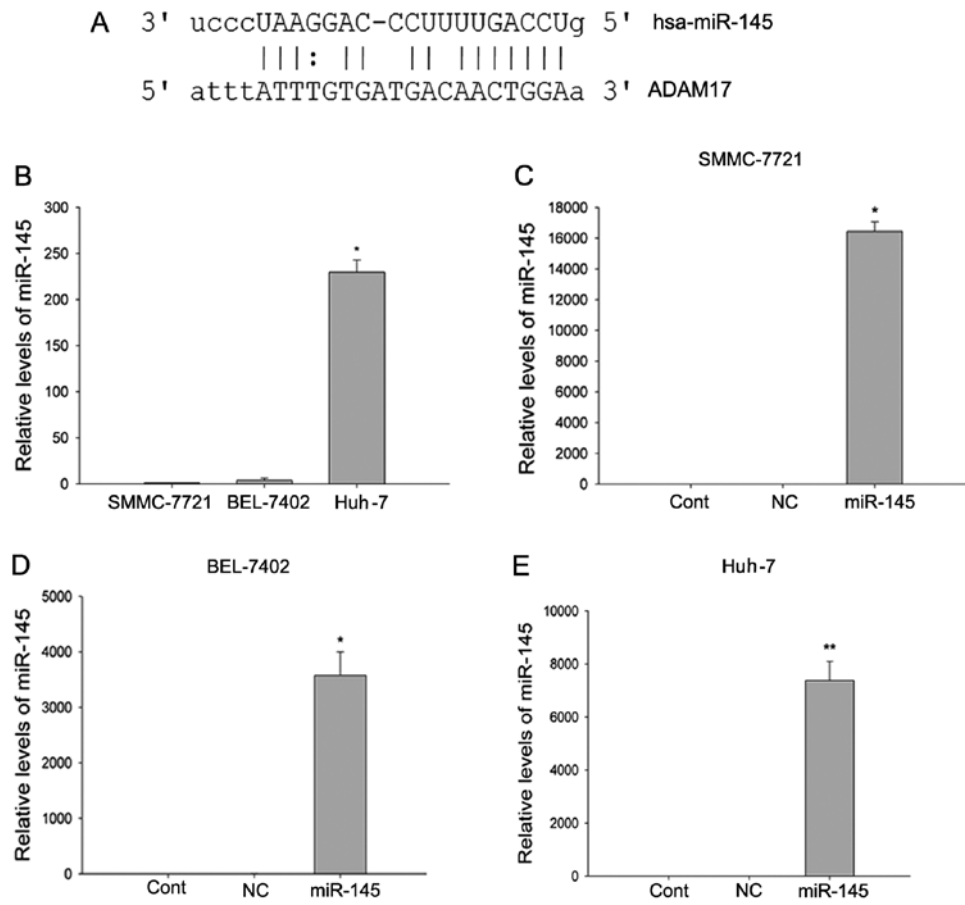 A 3' ucccUAAGGAC-CCUUUUGACCUg 5' hsa-miR-145
|||: || || |||||||
5' atttATTTGTGATGACAACTGGAa 3' ADAM17
B
Relative levels of miR-145
300
250
200
150
100
50
0
*
SMMC-7721 BEL-7402 Huh-7
C
SMMC-7721
Relative levels of miR-145
18000
16000
14000
12000
10000
8000
6000
4000
2000
0
*
Cont NC miR-145
D
BEL-7402
Relative levels of miR-145
5000
4000
3000
2000
1000
0
*
Cont NC miR-145
E
Huh-7
Relative levels of miR-145
10000
8000
6000
4000
2000
0
**
Cont NC miR-145